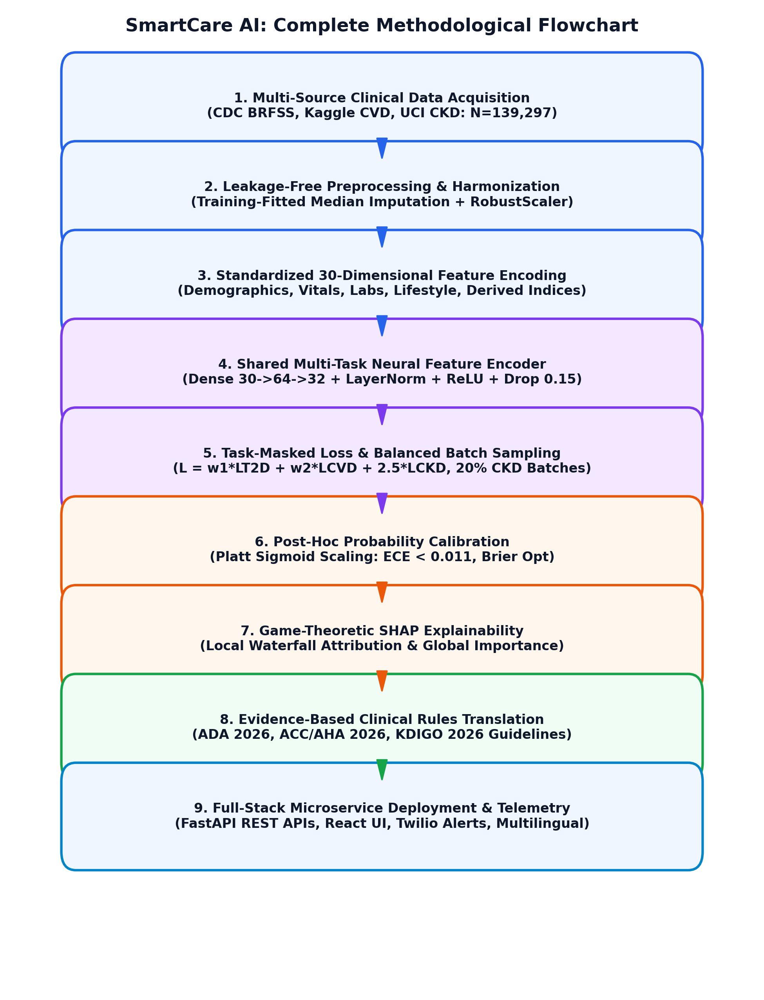 SmartCare AI: Complete Methodological Flowchart
1. Multi-Source Clinical Data Acquisition
(CDC BRFSS, Kaggle CVD, UCI CKD: N=139,297)
2. Leakage-Free Preprocessing & Harmonization
(Training-Fitted Median Imputation + RobustScaler)
3. Standardized 30-Dimensional Feature Encoding
(Demographics, Vitals, Labs, Lifestyle, Derived Indices)
4. Shared Multi-Task Neural Feature Encoder
(Dense 30->64->32 + LayerNorm + ReLU + Drop 0.15)
5. Task-Masked Loss & Balanced Batch Sampling
(L = w1*LT2D + w2*LCVD + 2.5*LCKD, 20% CKD Batches)
6. Post-Hoc Probability Calibration
(Platt Sigmoid Scaling: ECE < 0.011, Brier Opt)
7. Game-Theoretic SHAP Explainability
(Local Waterfall Attribution & Global Importance)
8. Evidence-Based Clinical Rules Translation
(ADA 2026, ACC/AHA 2026, KDIGO 2026 Guidelines)
9. Full-Stack Microservice Deployment & Telemetry
(FastAPI REST APIs, React UI, Twilio Alerts, Multilingual)